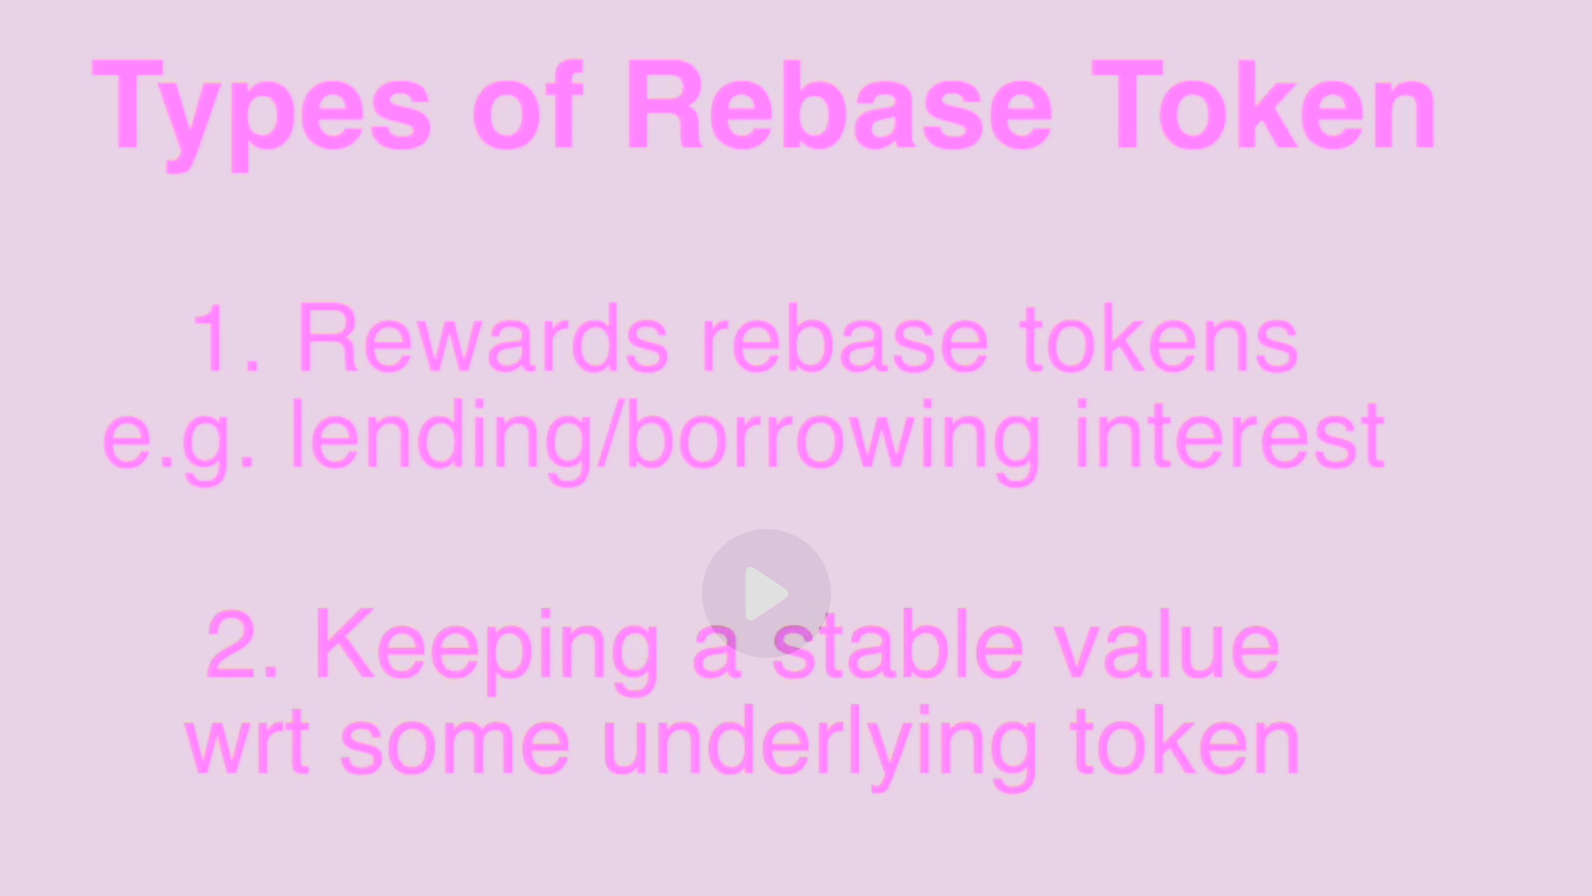 Types of Rebase Token
1. Rewards rebase tokens
e.g. lending/borrowing interest
2. Keeping a stable value
wrt some underlying token